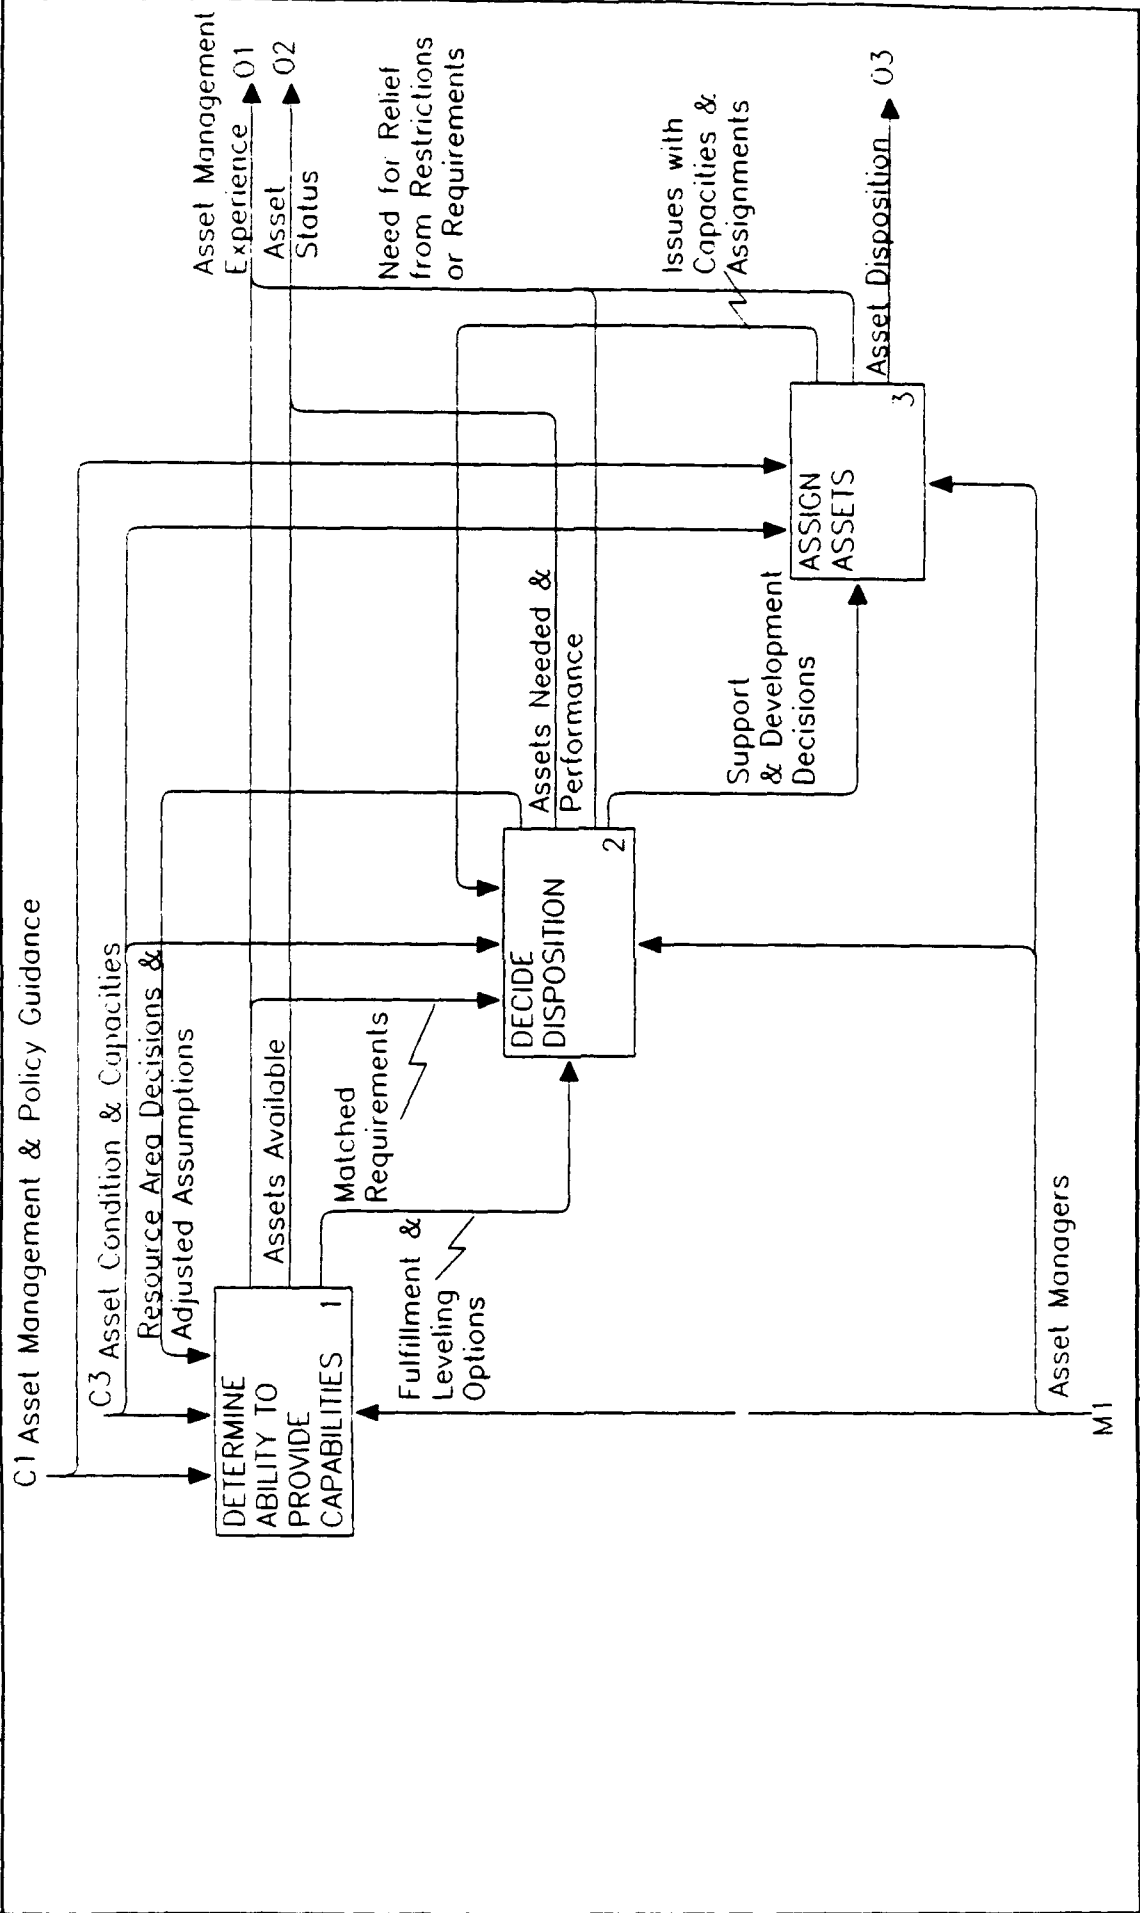 C1 Asset Management & Policy Guidance
C3 Asset Condition & Capacities
Resource Area Decisions &
Adjusted Assumptions
Asset Management
Experience
O1
Asset
Status
O2
DETERMINE
ABILITY TO
PROVIDE
CAPABILITIES
1
Assets Available
Matched
Requirements
Fulfillment &
Leveling
Options
Need for Relief
from Restrictions
or Requirements
DECIDE
DISPOSITION
2
Assets Needed &
Performance
Issues with
Capacities &
Assignments
Support
& Development
Decisions
ASSIGN
ASSETS
3
Asset Disposition
O3
Asset Managers
M1